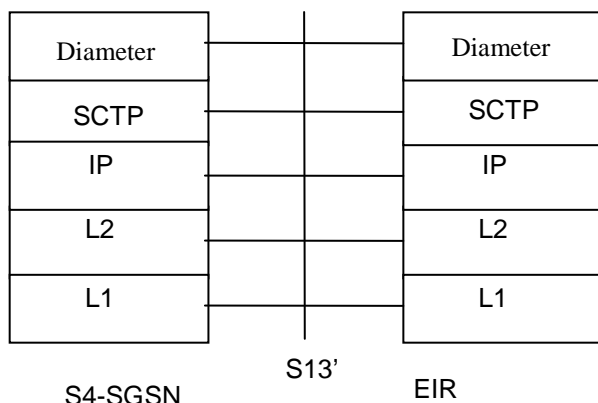 Diameter
SCTP
IP
L2
L1
Diameter
SCTP
IP
L2
L1
S13’
S4-SGSN
EIR